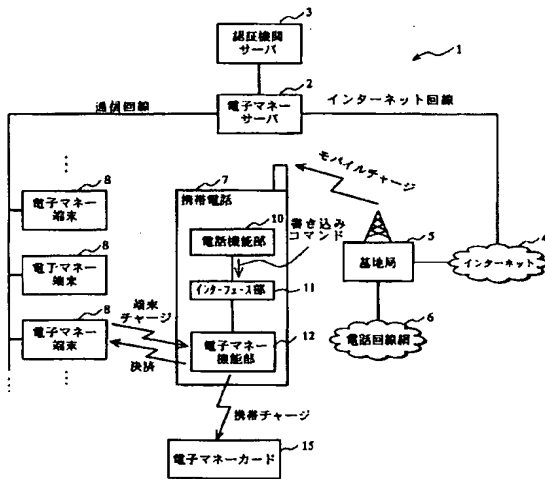 3
認証機関
サーバ
1
2
電子マネー
サーバ
通信回線
インターネット回線
モバイルチャージ
7
携帯電話
8
電子マネー
端末
10
電話機能部
書き込み
コマンド
5
基地局
4
インターネット
8
電子マネー
端末
インターフェース部
11
6
電話回線網
8
電子マネー
端末
端末
チャージ
決済
12
電子マネー
機能部
携帯チャージ
15
電子マネーカード